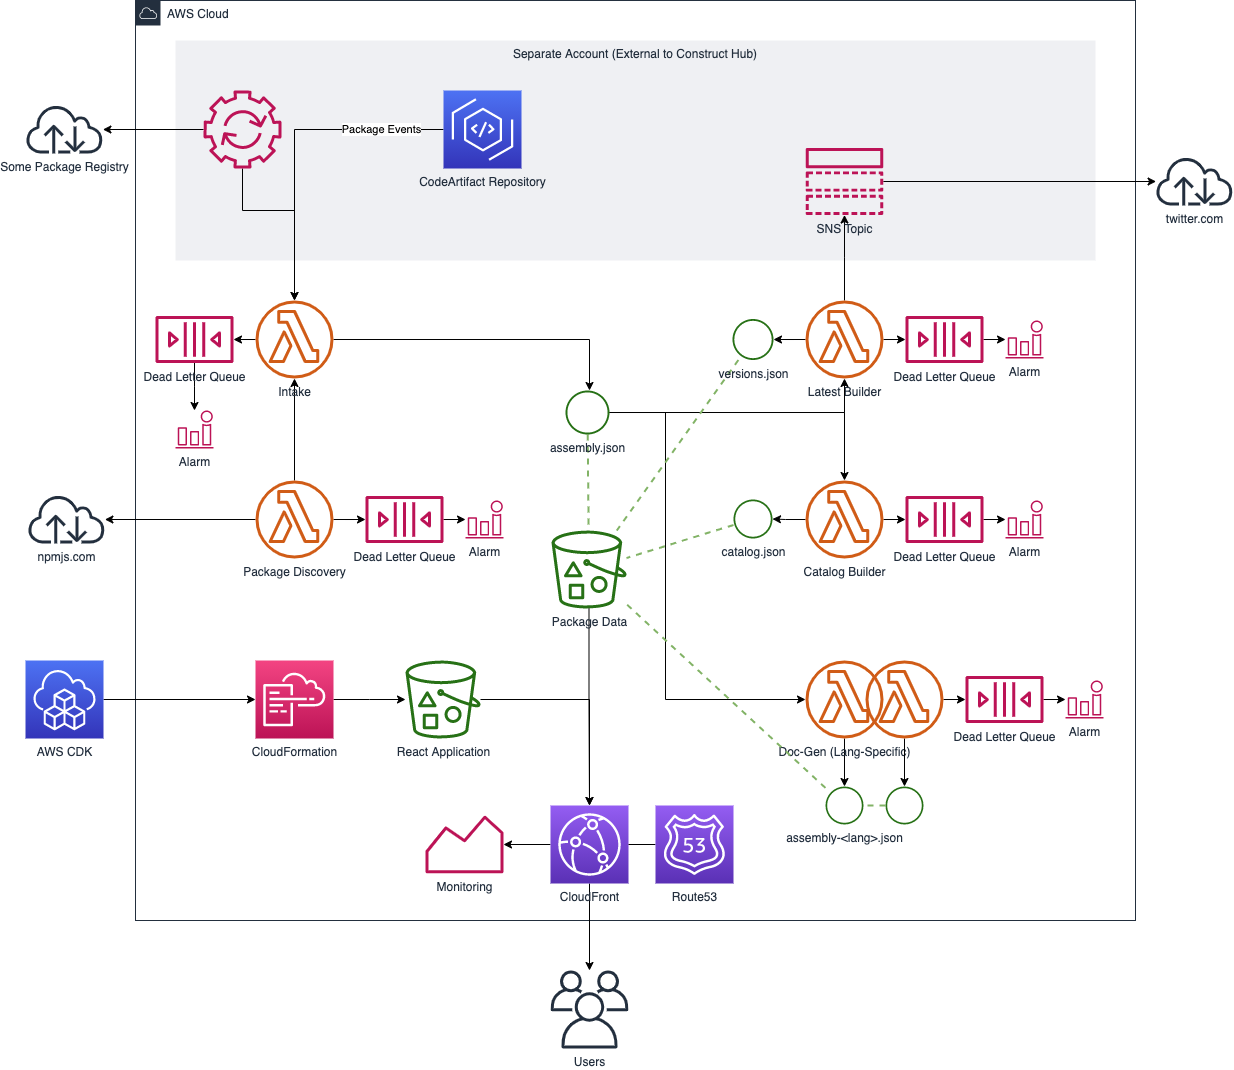 AWS Cloud
Separate Account (External to Construct Hub)
Package Events
Some Package Registry
CodeArtifact Repository
SNS Topic
twitter.com
Dead Letter Queue
Intake
versions.json
Latest Builder
Dead Letter Queue
Alarm
assembly.json
Alarm
npmjs.com
Package Discovery
Dead Letter Queue
Alarm
catalog.json
Catalog Builder
Dead Letter Queue
Alarm
Package Data
AWS CDK
CloudFormation
React Application
Doc-Gen (Lang-Specific)
Dead Letter Queue
Alarm
assembly-<lang>.json
Monitoring
CloudFront
53
Route53
Users